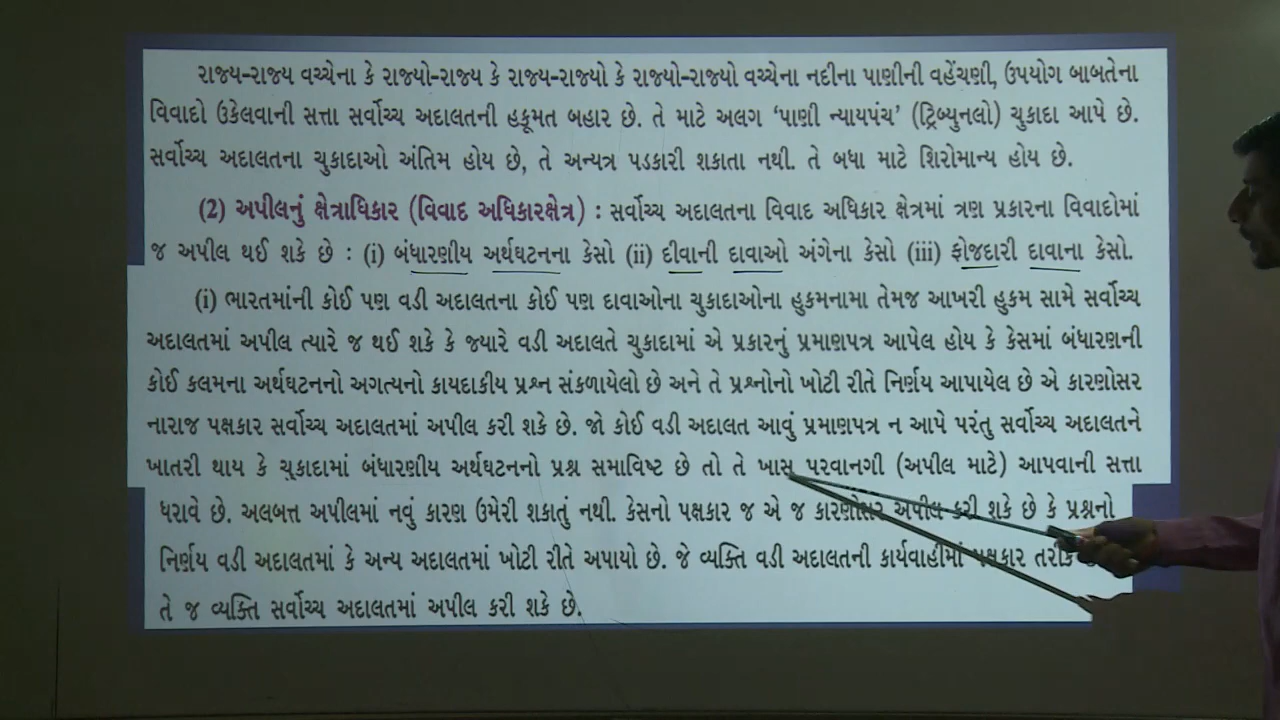 રાજ્ય-રાજ્ય વચ્ચેના કે રાજ્યો-રાજ્ય કે રાજ્ય-રાજ્યો કે રાજ્યો-રાજ્યો વચ્ચેના નદીના પાણીની વહેંચણી, ઉપયોગ બાબતેના
વિવાદો ઉકેલવાની સત્તા સર્વોચ્ચ અદાલતની હકૂમત બહાર છે. તે માટે અલગ ‘પાણી ન્યાયપંચ’ (ટ્રિબ્યુનલો) ચુકાદા આપે છે.
સર્વોચ્ચ અદાલતના ચુકાદાઓ અંતિમ હોય છે, તે અન્યત્ર પડકારી શકાતા નથી. તે બધા માટે શિરોમાન્ય હોય છે.
(2) અપીલનું ક્ષેત્રાધિકાર (વિવાદ અધિકારક્ષેત્ર) : સર્વોચ્ચ અદાલતના વિવાદ અધિકાર ક્ષેત્રમાં ત્રણ પ્રકારના વિવાદોમાં
જ અપીલ થઈ શકે છે : (i) બંધારણીય અર્થઘટનના કેસો (ii) દીવાની દાવાઓ અંગેના કેસો (iii) ફોજદારી દાવાના કેસો.
(i) ભારતમાંની કોઈ પણ વડી અદાલતના કોઈ પણ દાવાઓના ચુકાદાઓના હુકમનામા તેમજ આખરી હુકમ સામે સર્વોચ્ચ
અદાલતમાં અપીલ ત્યારે જ થઈ શકે કે જ્યારે વડી અદાલતે ચુકાદામાં એ પ્રકારનું પ્રમાણપત્ર આપેલ હોય કે કેસમાં બંધારણની
કોઈ કલમના અર્થઘટનનો અગત્યનો કાયદાકીય પ્રશ્ન સંકળાયેલો છે અને તે પ્રશ્નોનો ખોટી રીતે નિર્ણય આપાયેલ છે એ કારણોસર
નારાજ પક્ષકાર સર્વોચ્ચ અદાલતમાં અપીલ કરી શકે છે. જો કોઈ વડી અદાલત આવું પ્રમાણપત્ર ન આપે પરંતુ સર્વોચ્ચ અદાલતને
ખાતરી થાય કે ચુકાદામાં બંધારણીય અર્થઘટનનો પ્રશ્ન સમાવિષ્ટ છે તો તે ખાસ પરવાનગી (અપીલ માટે) આપવાની સત્તા
ધરાવે છે. અલબત્ત અપીલમાં નવું કારણ ઉમેરી શકાતું નથી. કેસનો પક્ષકાર જ એ જ કારણોસર અપીલ કરી શકે છે કે પ્રશ્નનો
નિર્ણય વડી અદાલતમાં કે અન્ય અદાલતમાં ખોટી રીતે અપાયો છે. જે વ્યક્તિ વડી અદાલતની કાર્યવાહીમાં પક્ષકાર
તે જ વ્યક્તિ સર્વોચ્ચ અદાલતમાં અપીલ કરી શકે છે.